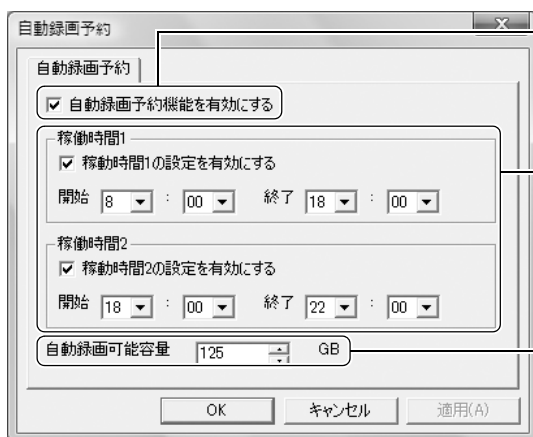 自動録画予約
自動録画予約
自動録画予約機能を有効にする
稼働時間1
稼動時間1の設定を有効にする
開始 8 : 00 終了 18 : 00
稼働時間2
稼動時間2の設定を有効にする
開始 18 : 00 終了 22 : 00
自動録画可能容量 125 GB
OK キャンセル 適用(A)